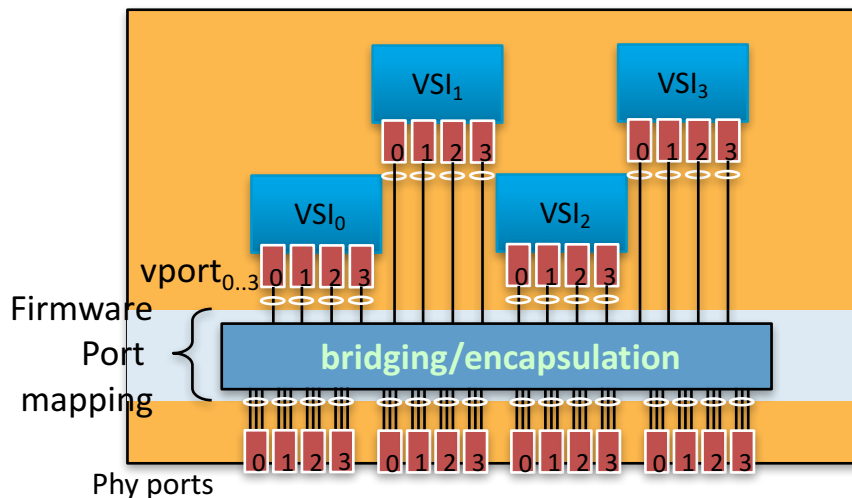 VSI1
VSI3
0 1 2 3
0 1 2 3
VSI0
VSI2
vport0..3
0 1 2 3
0 1 2 3
Firmware
Port
mapping
bridging/encapsulation
0 1 2 3
0 1 2 3
0 1 2 3
0 1 2 3
Phy ports